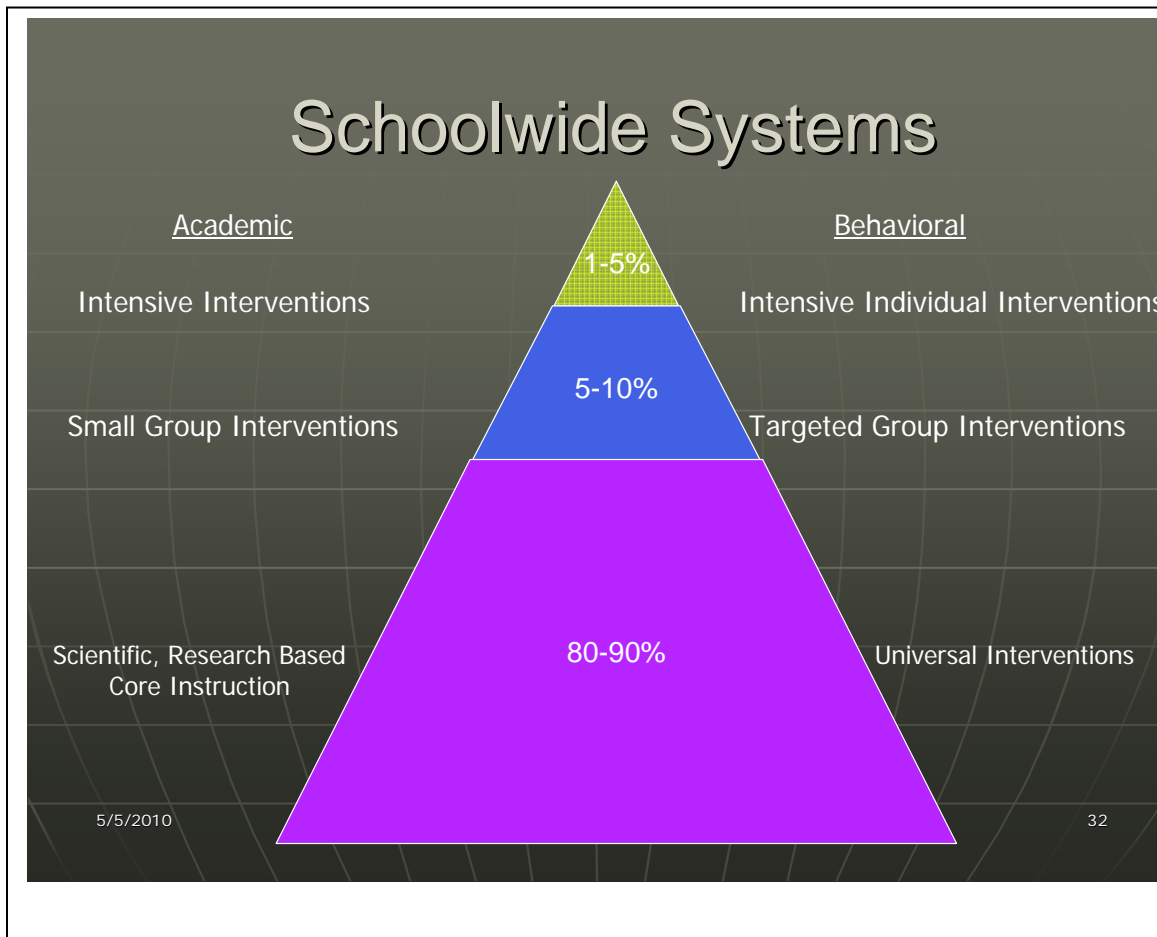 Schoolwide Systems
Academic
Behavioral
1-5%
Intensive Interventions
Intensive Individual Interventions
5-10%
Small Group Interventions
Targeted Group Interventions
80-90%
Scientific, Research Based
Core Instruction
Universal Interventions
5/5/2010
32